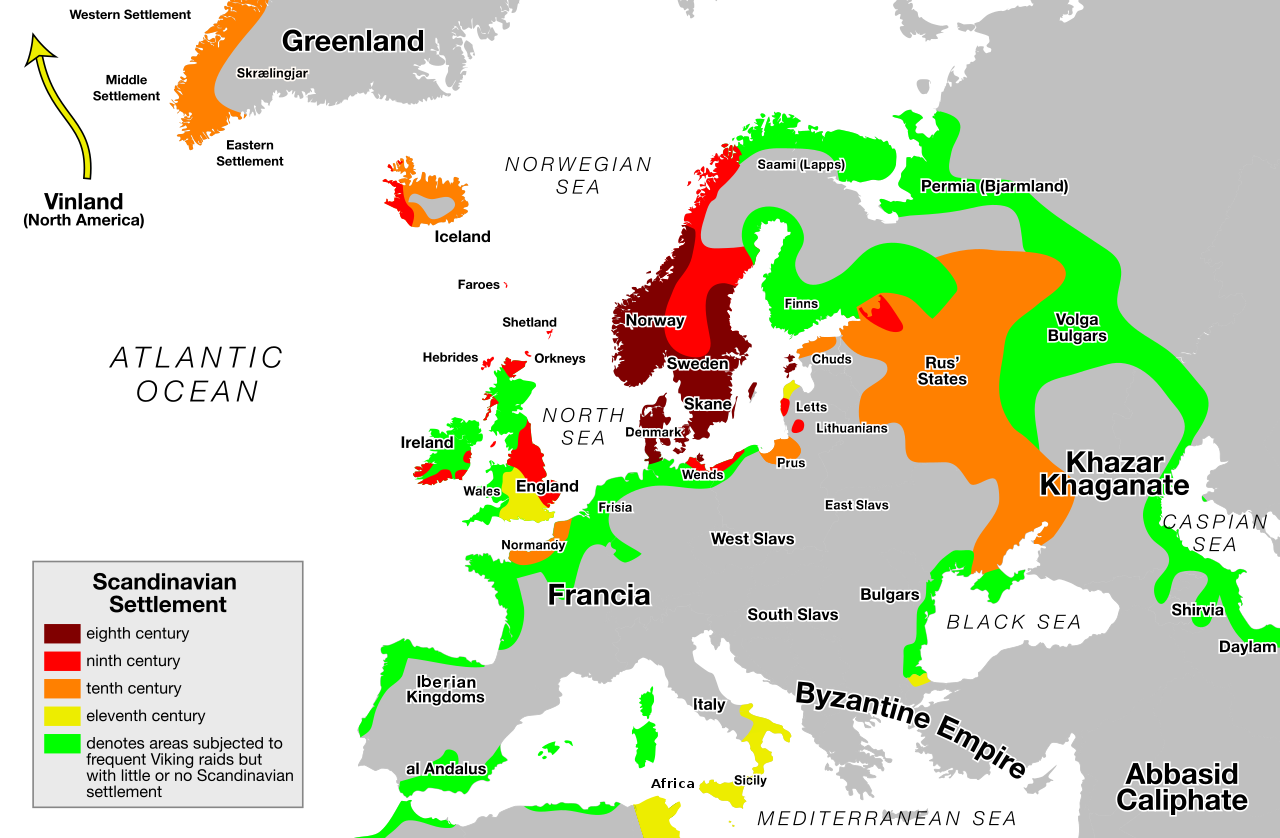 Western Settlement
Greenland
Skrælingjar
Middle
Settlement
Eastern
Settlement
Vinland
(North America)
NORWEGIAN
SEA
Iceland
Faroes
Shetland
Hebrides
Orkneys
ATLANTIC
OCEAN
NORTH
SEA
Saami (Lapps)
Permia (Bjarmland)
Finns
Norway
Sweden
Skane
Denmark
Chuds
Letts
Lithuanians
Prus
Wends
Rus’
States
Volga
Bulgars
Ireland
Wales
England
Frisia
Normandy
East Slavs
West Slavs
South Slavs
Khazar
Khaganate
CASPIAN
SEA
Francia
Bulgars
BLACK SEA
Shirvia
Daylam
Iberian
Kingdoms
al Andalus
Italy
Sicily
Africa
Byzantine Empire
MEDITERRANEAN SEA
Abbasid
Caliphate
Scandinavian
Settlement
eighth century
ninth century
tenth century
eleventh century
denotes areas subjected to
frequent Viking raids but
with little or no Scandinavian
settlement